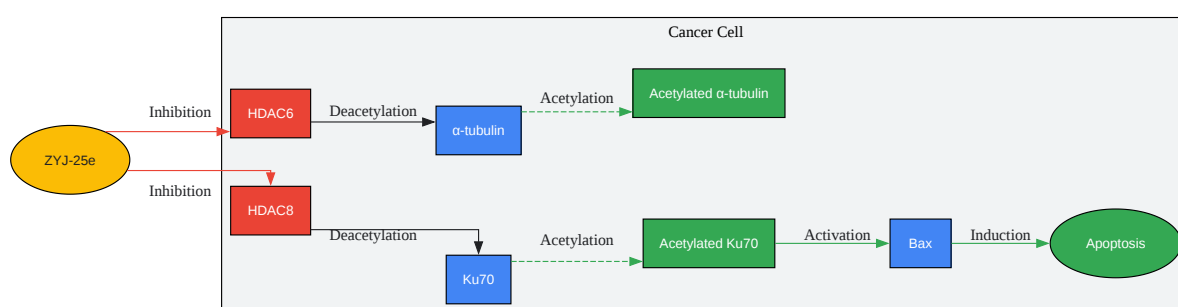 Cancer Cell
Acetylated α-tubulin
Inhibition
HDAC6
Deacetylation
α-tubulin
Acetylation
ZYJ-25e
Inhibition
HDAC8
Deacetylation
Ku70
Acetylation
Acetylated Ku70
Activation
Bax
Induction
Apoptosis